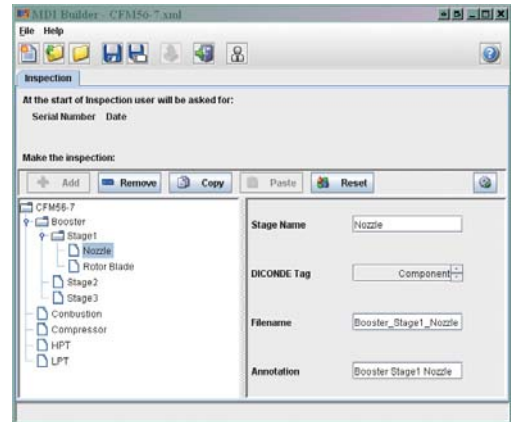 MDI Builder - CFM56-7.xml
File Help
Inspection
At the start of Inspection user will be asked for:
Serial Number Date
Make the inspection:
Add Remove Copy Paste Reset
CFM56-7
Booster
Stage1
Nozzle
Rotor Blade
Stage2
Stage3
Conbustion
Compressor
HPT
LPT
Stage Name Nozzle
DICONDE Tag Component
Filename Booster_Stage1_Nozzle
Annotation Booster Stage1 Nozzle